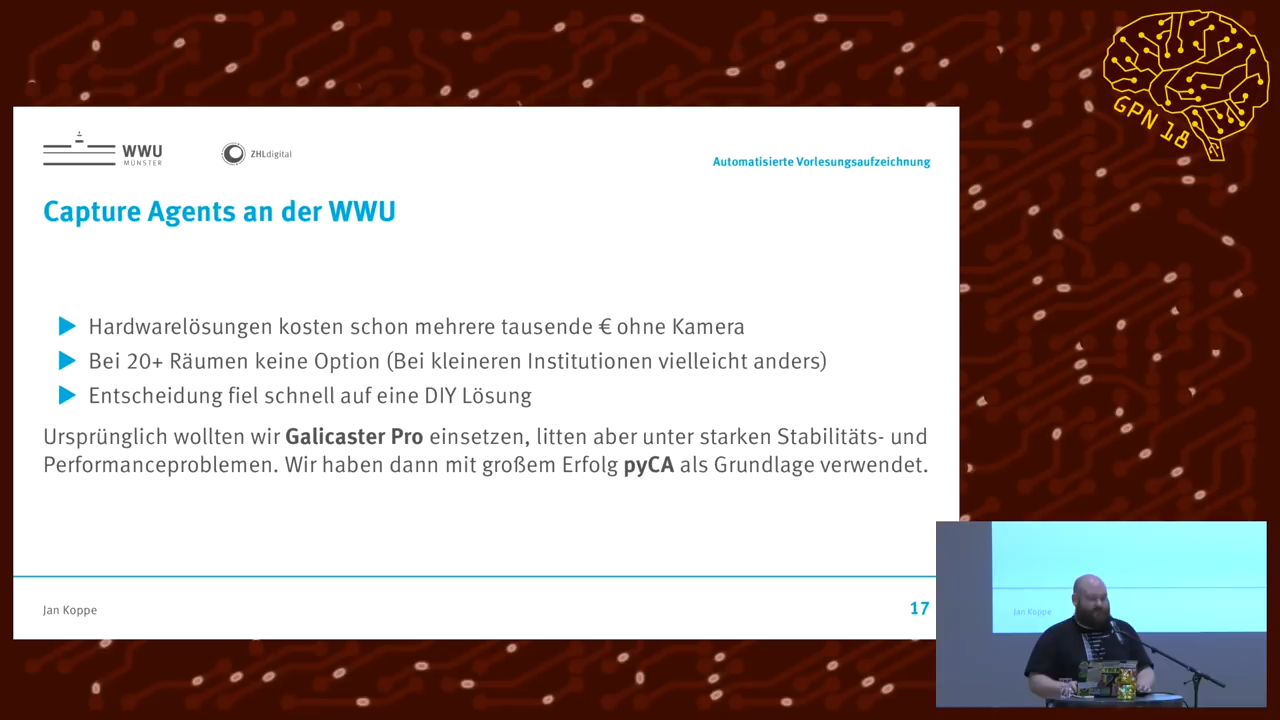 GPN 18
WWU
MÜNSTER
ZHLdigital
Automatisierte Vorlesungsaufzeichnung
Capture Agents an der WWU
Hardwarelösungen kosten schon mehrere tausende € ohne Kamera
Bei 20+ Räumen keine Option (Bei kleineren Institutionen vielleicht anders)
Entscheidung fiel schnell auf eine DIY Lösung
Ursprünglich wollten wir Galicaster Pro einsetzen, litten aber unter starken Stabilitäts- und
Performanceproblemen. Wir haben dann mit großem Erfolg pyCA als Grundlage verwendet.
Jan Koppe
17
Jan Koppe